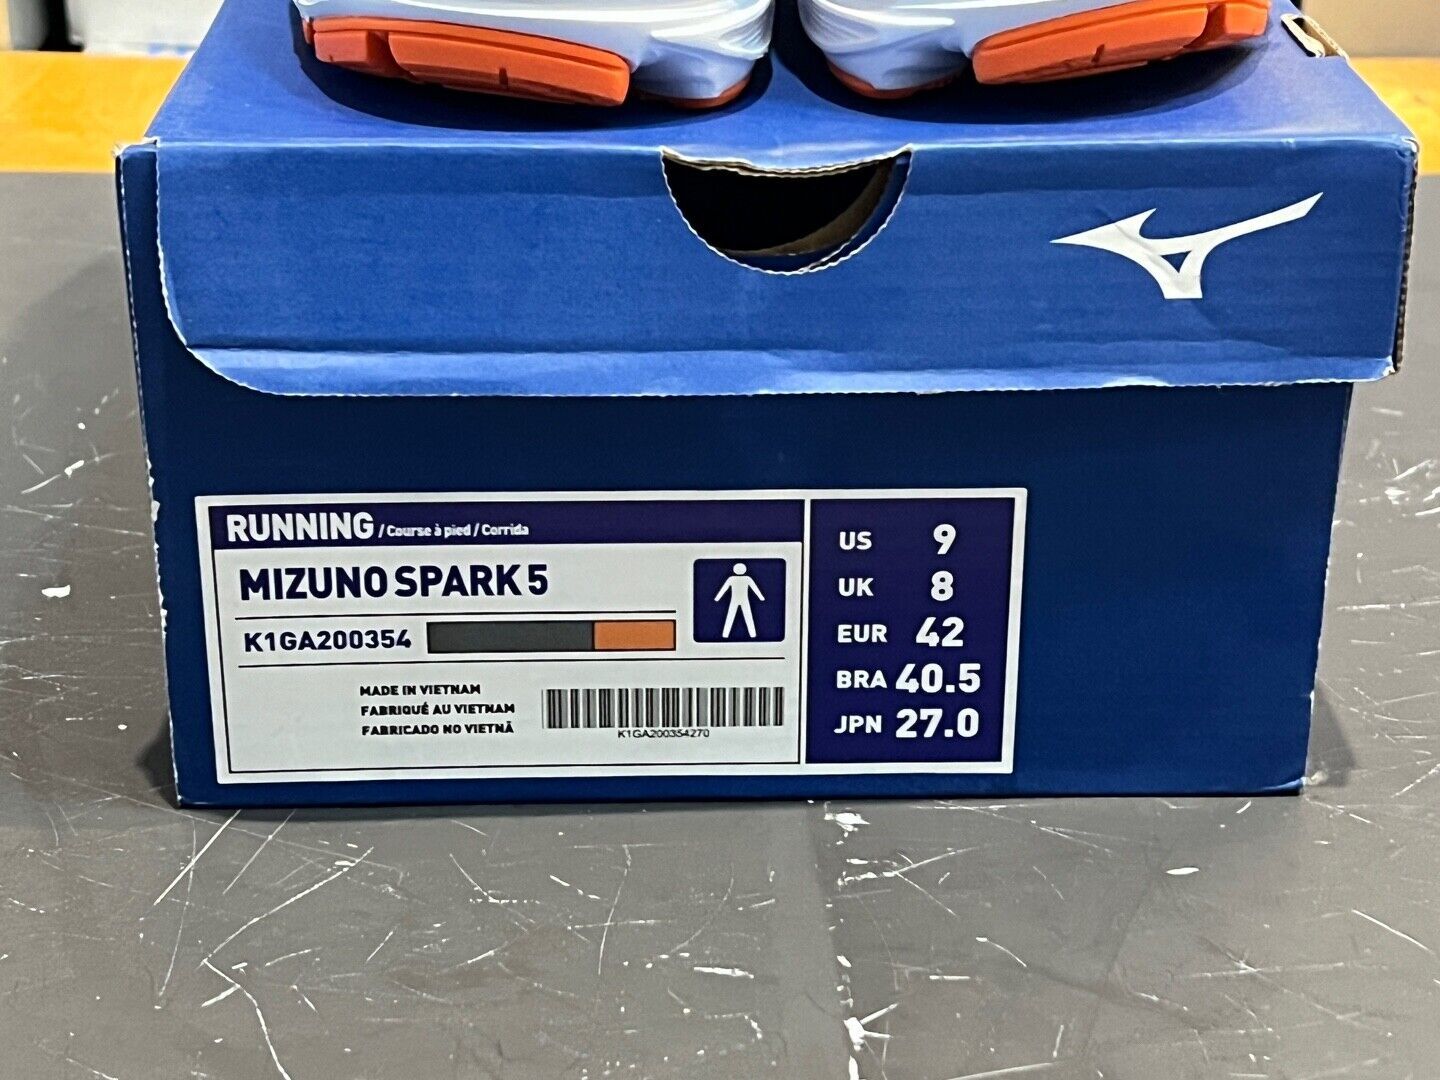 RUNNING / Course à pied / Corrida
MIZUNO SPARK 5
K1GA200354
MADE IN VIETNAM
FABRIQUÉ AU VIETNAM
FABRICADO NO VIETNÃ
K1GA200354270
US 9
UK 8
EUR 42
BRA 40.5
JPN 27.0